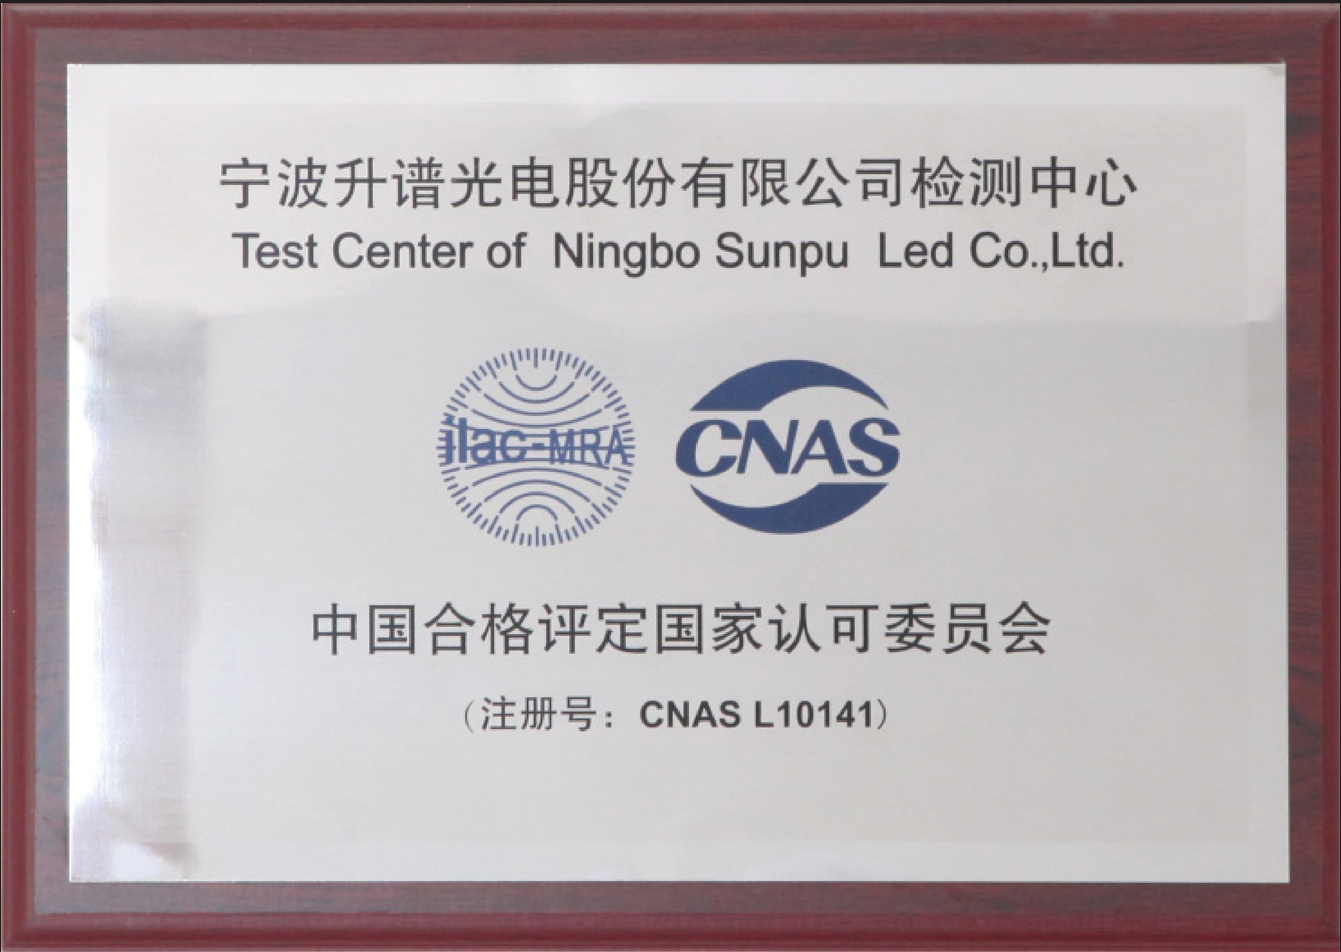 宁波升谱光电股份有限公司检测中心
Test Center of Ningbo Sunpu Led Co.,Ltd.
ilac-MRA
CNAS
中国合格评定国家认可委员会
(注册号：CNAS L10141)